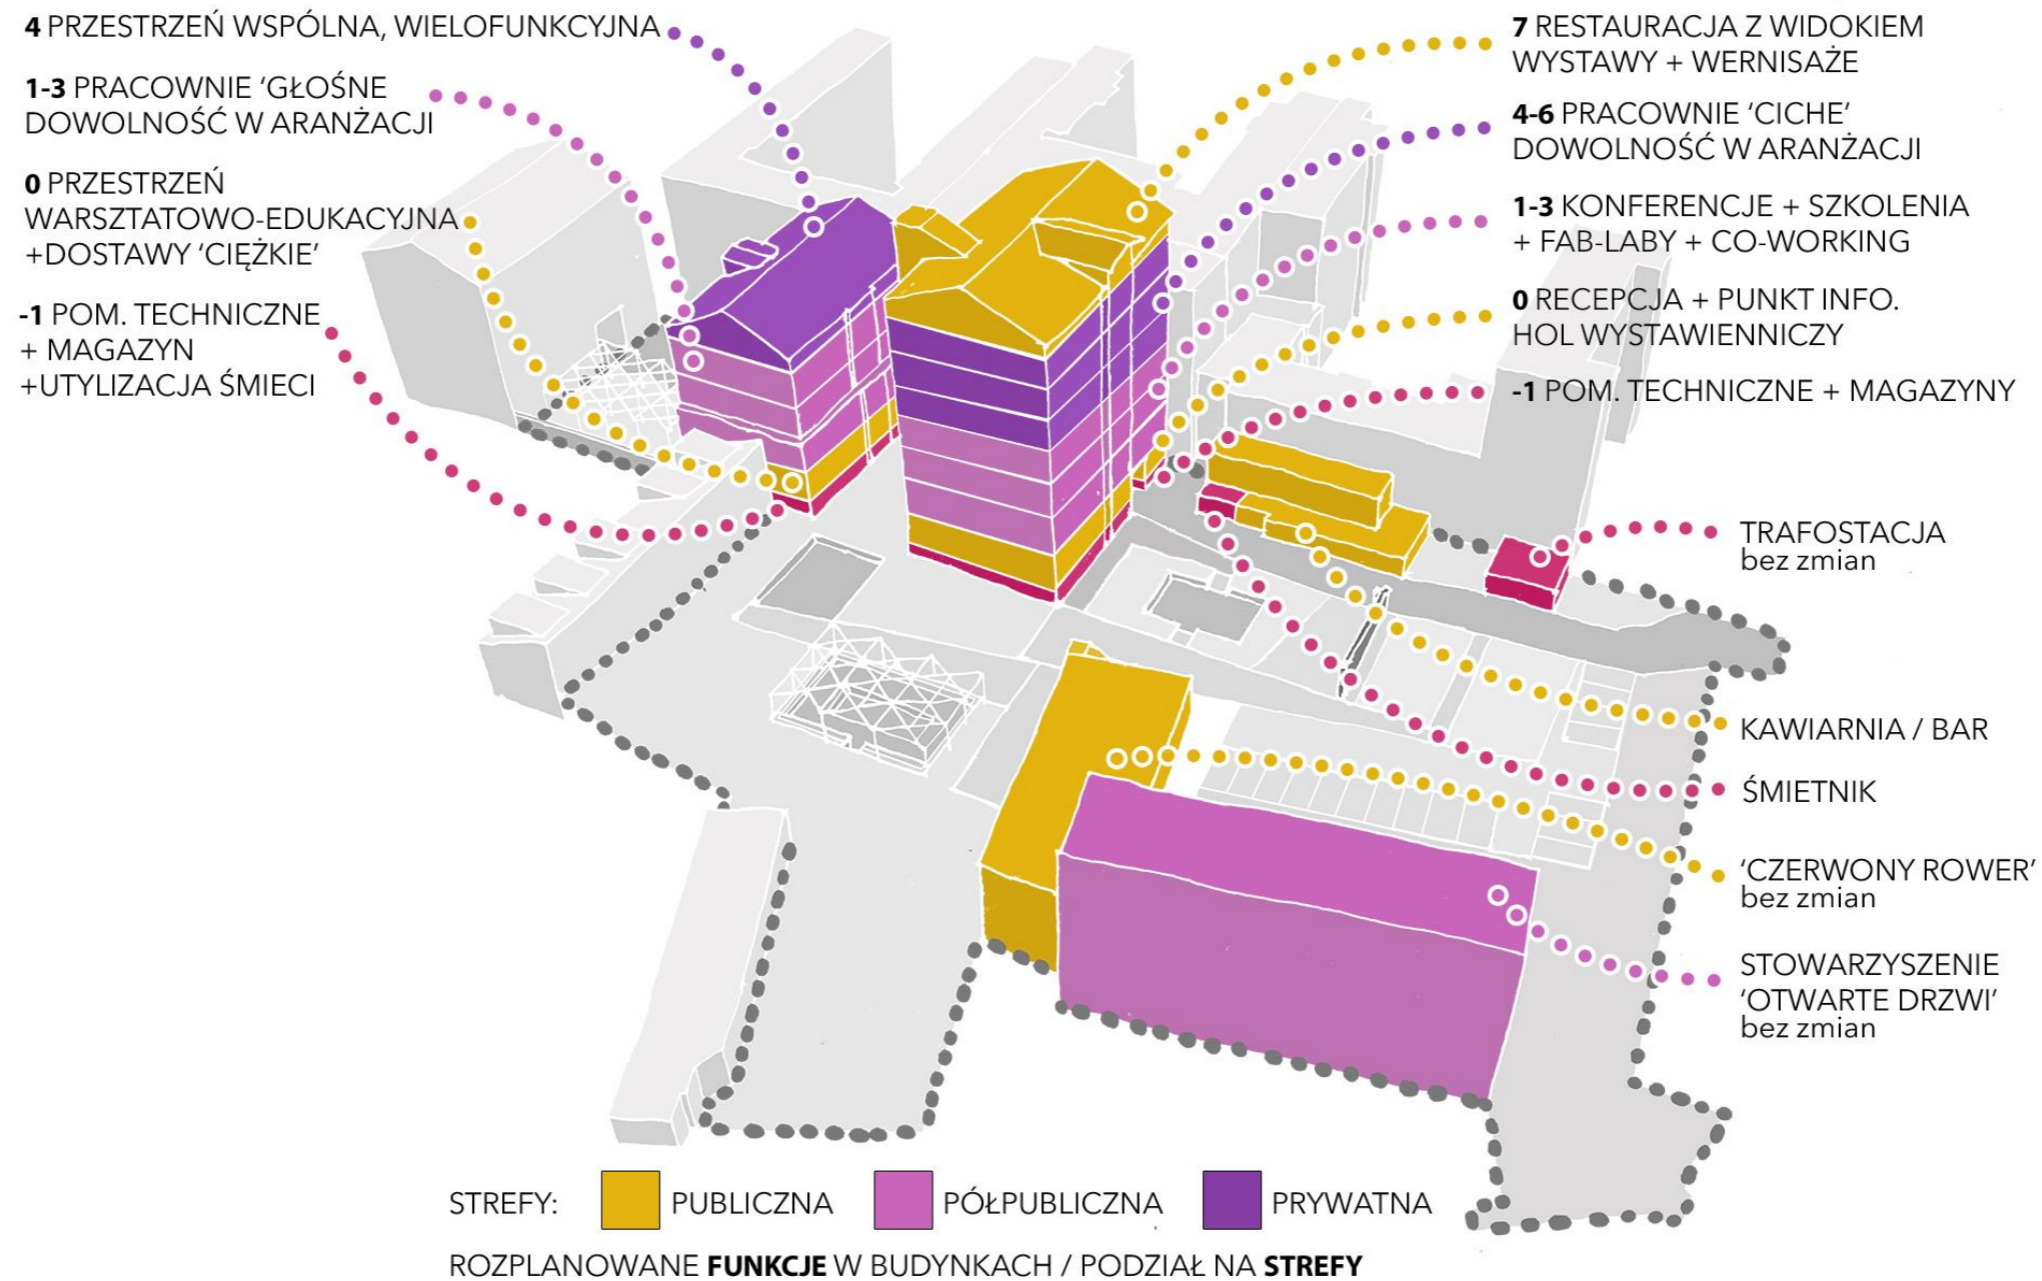 4 PRZESTRZEŃ WSPÓLNA, WIELOFUNKCYJNA
1-3 PRACOWNIE ‘GŁOŚNE
DOWOLNOŚĆ W ARANŻACJI
0 PRZESTRZEŃ
WARSZTATOWO-EDUKACYJNA
+DOSTAWY ‘CIĘŻKIE’
-1 POM. TECHNICZNE
+ MAGAZYN
+UTYLIZACJA ŚMIECI
7 RESTAURACJA Z WIDOKIEM
WYSTAWY + WERNISAŻE
4-6 PRACOWNIE ‘CICHE’
DOWOLNOŚĆ W ARANŻACJI
1-3 KONFERENCJE + SZKOLENIA
+ FAB-LABY + CO-WORKING
0 RECEPCJA + PUNKT INFO.
HOL WYSTAWIENNICZY
-1 POM. TECHNICZNE + MAGAZYNY
TRAFOSTACJA
bez zmian
KAWIARNIA / BAR
ŚMIETNIK
‘CZERWONY ROWER’
bez zmian
STOWARZYSZENIE
‘OTWARTE DRZWI’
bez zmian
STREFY: PUBLICZNA PÓŁPUBLICZNA PRYWATNA
ROZPLANOWANE FUNKCJE W BUDYNKACH / PODZIAŁ NA STREFY